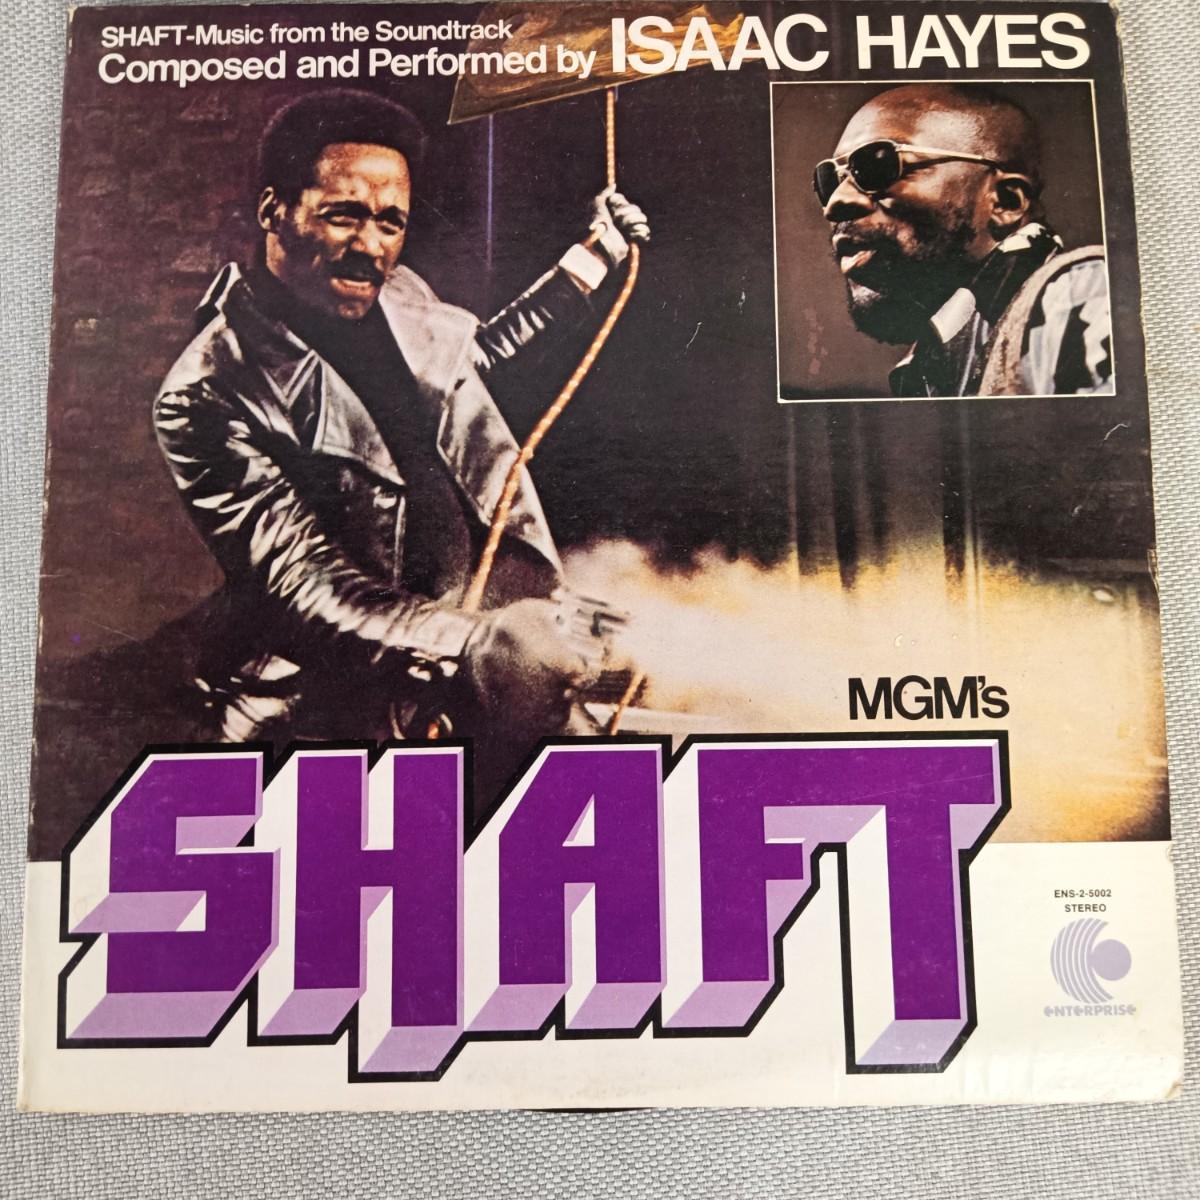 SHAFT-Music from the Soundtrack
Composed and Performed by ISAAC HAYES
MGM's
SHAFT
ENS-2-5002
STEREO
eNTeRPRISe